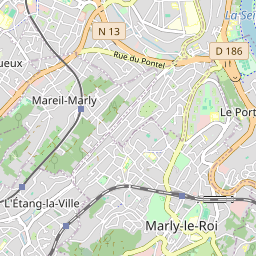 La Sei
N 13
D 186
Rue du Pontel
ueux
Mareil-Marly
Le Port
L'Étang-la-Ville
Marly-le-Roi